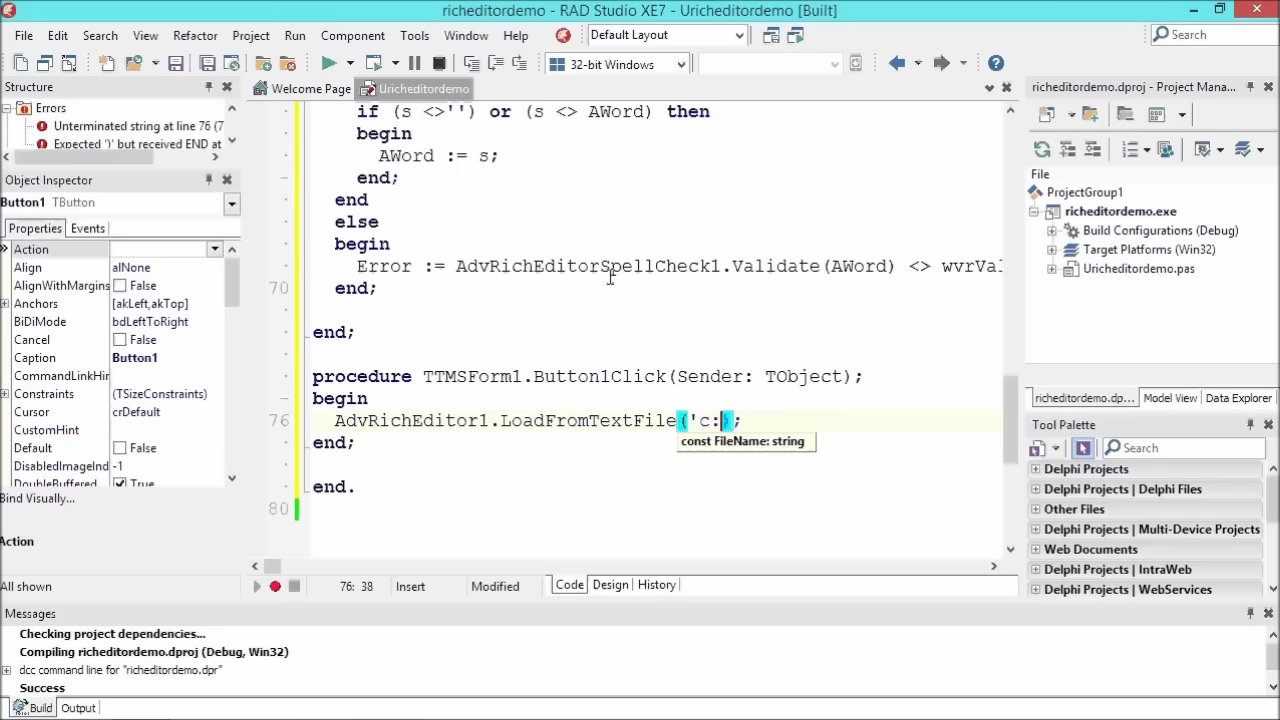 richeditordemo - RAD Studio XE7 - Uricheditordemo [Built]
File Edit Search View Refactor Project Run Component Tools Window Help Default Layout Search
32-bit Windows
Structure
Errors
Unterminated string at line 76 (7
Expected ')' but received END at
Object Inspector
Button1 TButton
Properties Events
Action
Align alNone
AlignWithMargins False
Anchors [akLeft,akTop]
BiDiMode bdLeftToRight
Cancel False
Caption Button1
CommandLinkHin
Constraints (TSizeConstraints)
Cursor crDefault
CustomHint
Default False
DisabledImageInd -1
DoubleBuffered True
Bind Visually...
Action
All shown
Welcome Page Uricheditordemo
if (s <>'') or (s <> AWord) then
begin
AWord := s;
end;
end
else
begin
Error := AdvRichEditorSpellCheck1.Validate(AWord) <> wvrVal
70 end;
end;
procedure TTMSForm1.Button1Click(Sender: TObject);
begin
76 AdvRichEditor1.LoadFromTextFile('c:);
const FileName: string
end;
end.
80
76: 38 Insert Modified Code Design History
richeditordemo.dproj - Project Mana...
File
ProjectGroup1
richeditordemo.exe
Build Configurations (Debug)
Target Platforms (Win32)
Uricheditordemo.pas
richeditordemo.dp... Model View Data Explorer
Tool Palette
Search
Delphi Projects
Delphi Projects | Delphi Files
Other Files
Delphi Projects | Multi-Device Projects
Web Documents
Delphi Projects | IntraWeb
Delphi Projects | WebServices
Messages
Checking project dependencies...
Compiling richeditordemo.dproj (Debug, Win32)
dcc command line for "richeditordemo.dpr"
Success
Build Output